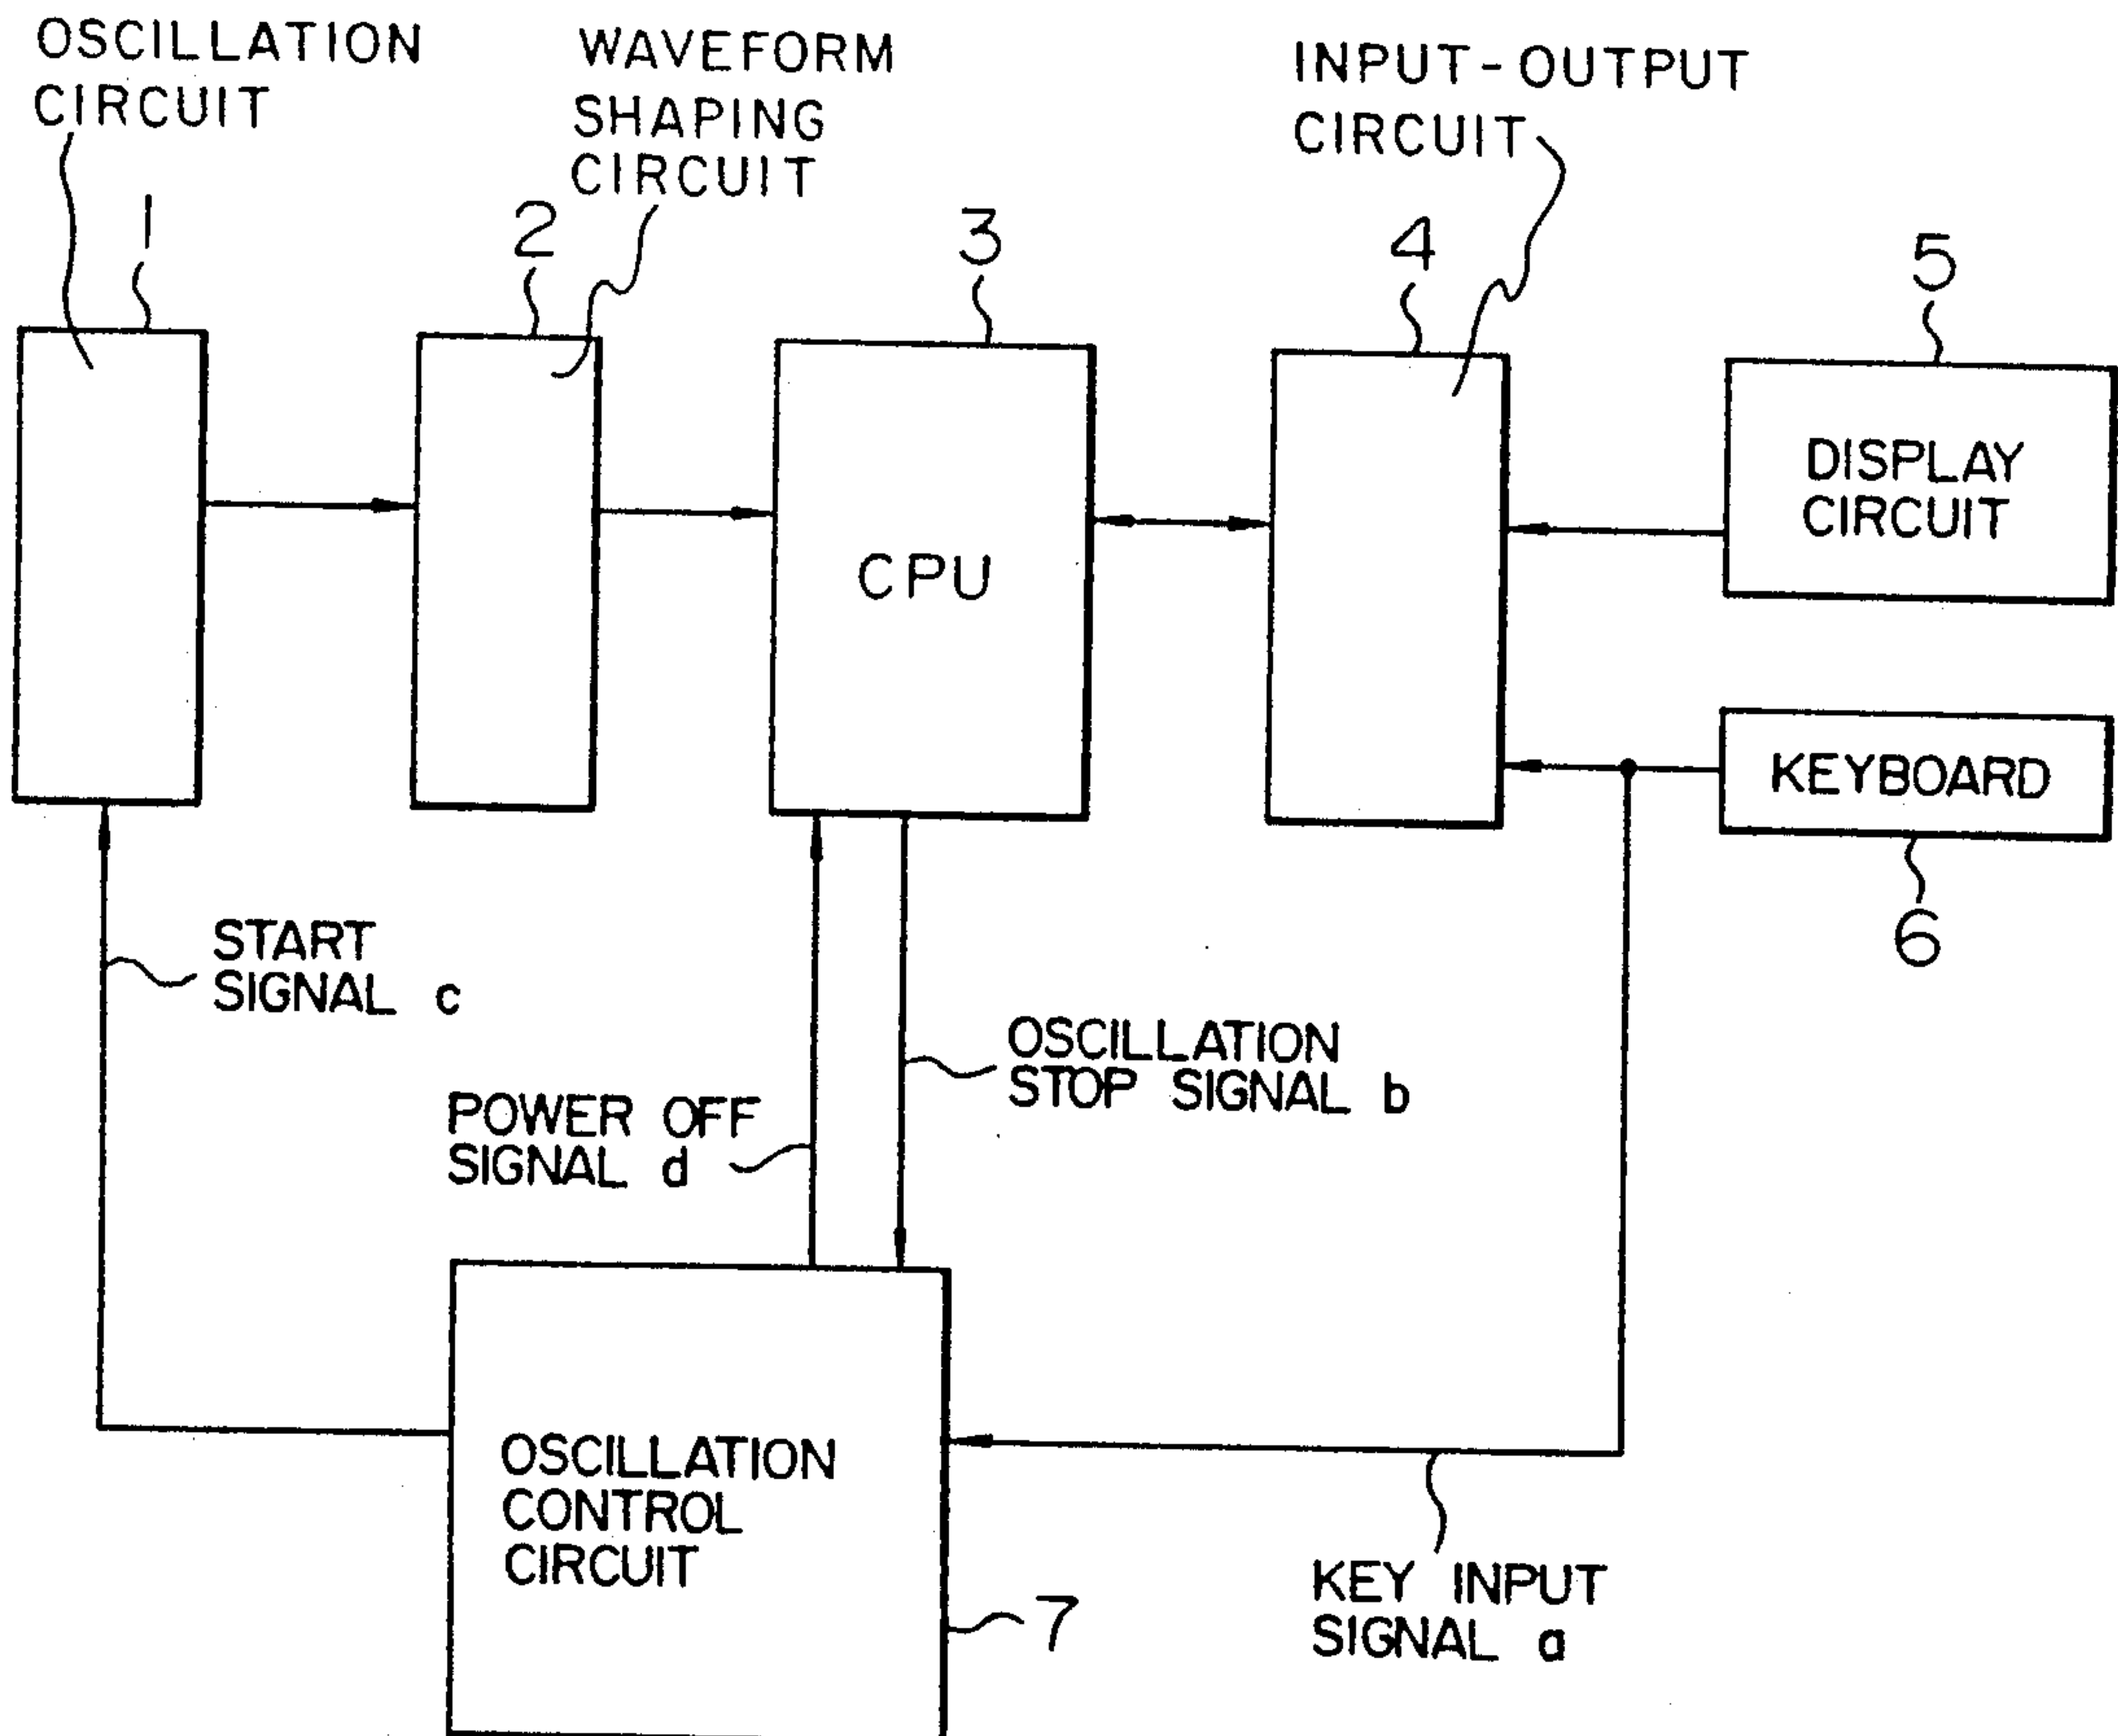 OSCILLATION
CIRCUIT
WAVEFORM
SHAPING
CIRCUIT
INPUT-OUTPUT
CIRCUIT
1
2
3
4
5
CPU
DISPLAY
CIRCUIT
KEYBOARD
6
START
SIGNAL c
POWER OFF
SIGNAL d
OSCILLATION
STOP SIGNAL b
OSCILLATION
CONTROL
CIRCUIT
7
KEY INPUT
SIGNAL a